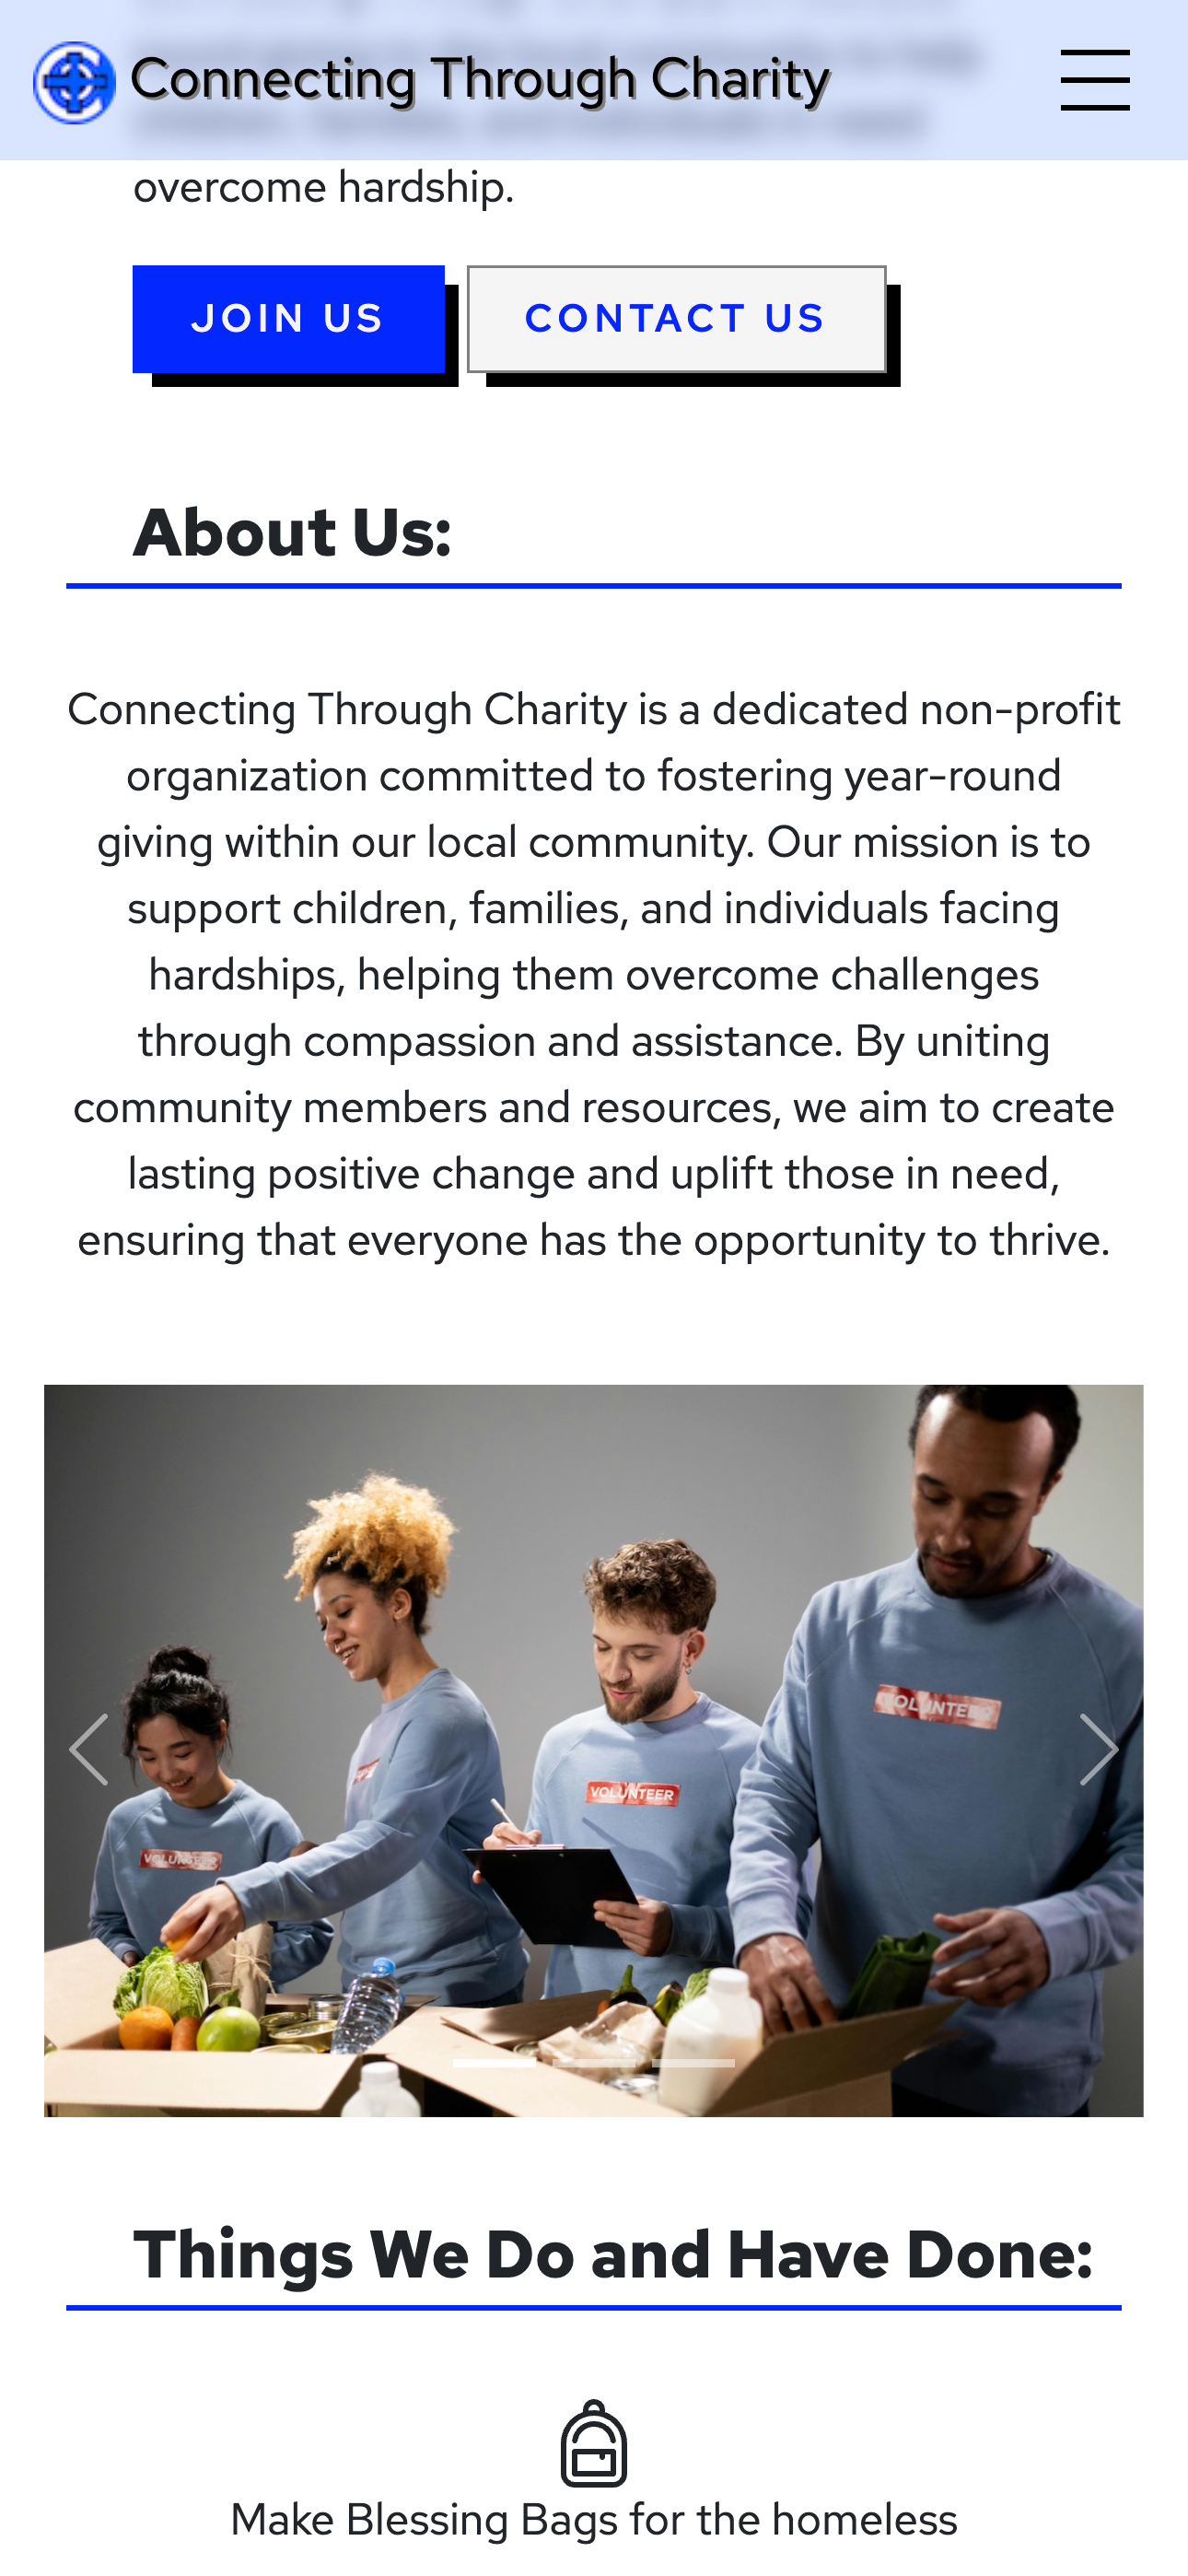 Connecting Through Charity
overcome hardship.
JOIN US
CONTACT US
About Us:
Connecting Through Charity is a dedicated non-profit
organization committed to fostering year-round
giving within our local community. Our mission is to
support children, families, and individuals facing
hardships, helping them overcome challenges
through compassion and assistance. By uniting
community members and resources, we aim to create
lasting positive change and uplift those in need,
ensuring that everyone has the opportunity to thrive.
VOLUNTEER
VOLUNTEER
VOLUNTEER
Things We Do and Have Done:
Make Blessing Bags for the homeless